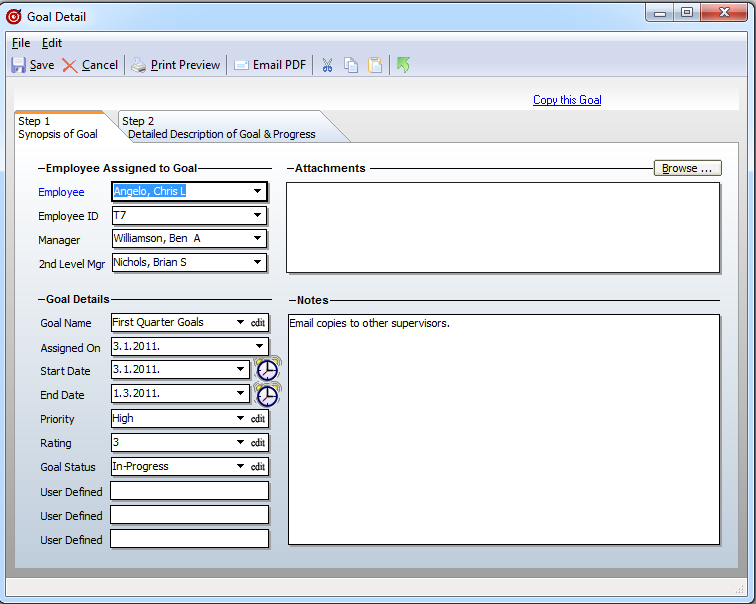 Goal Detail
File Edit
Save Cancel Print Preview Email PDF
Copy this Goal
Step 1
Synopsis of Goal
Step 2
Detailed Description of Goal & Progress
Employee Assigned to Goal
Employee Angelo, Chris L
Employee ID T7
Manager Williamson, Ben A
2nd Level Mgr Nichols, Brian S
Attachments Browse ...
Goal Details
Goal Name First Quarter Goals edit
Assigned On 3.1.2011.
Start Date 3.1.2011.
End Date 1.3.2011.
Priority High edit
Rating 3 edit
Goal Status In-Progress edit
User Defined
User Defined
User Defined
Notes
Email copies to other supervisors.